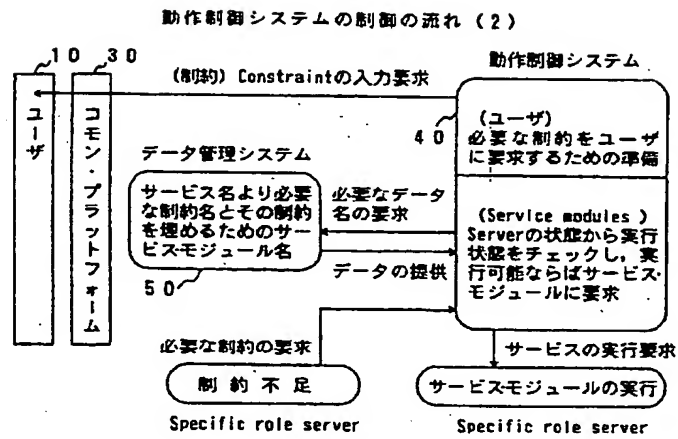 動作制御システムの制御の流れ (2)
10 30
動作制御システム
(制約) Constraintの入力要求
ユーザ
コモン・プラットフォーム
40
(ユーザ)
必要な制約をユーザ
に要求するための準備
データ管理システム
サービス名より必要
な制約名とその制約
を埋めるためのサー
ビスモジュール名
必要なデータ
名の要求
(Service modules)
Serverの状態から実行
状態をチェックし,実
行可能ならばサービス・
モジュールに要求
データの提供
50
必要な制約の要求
サービスの実行要求
制約不足
サービスモジュールの実行
Specific role server
Specific role server